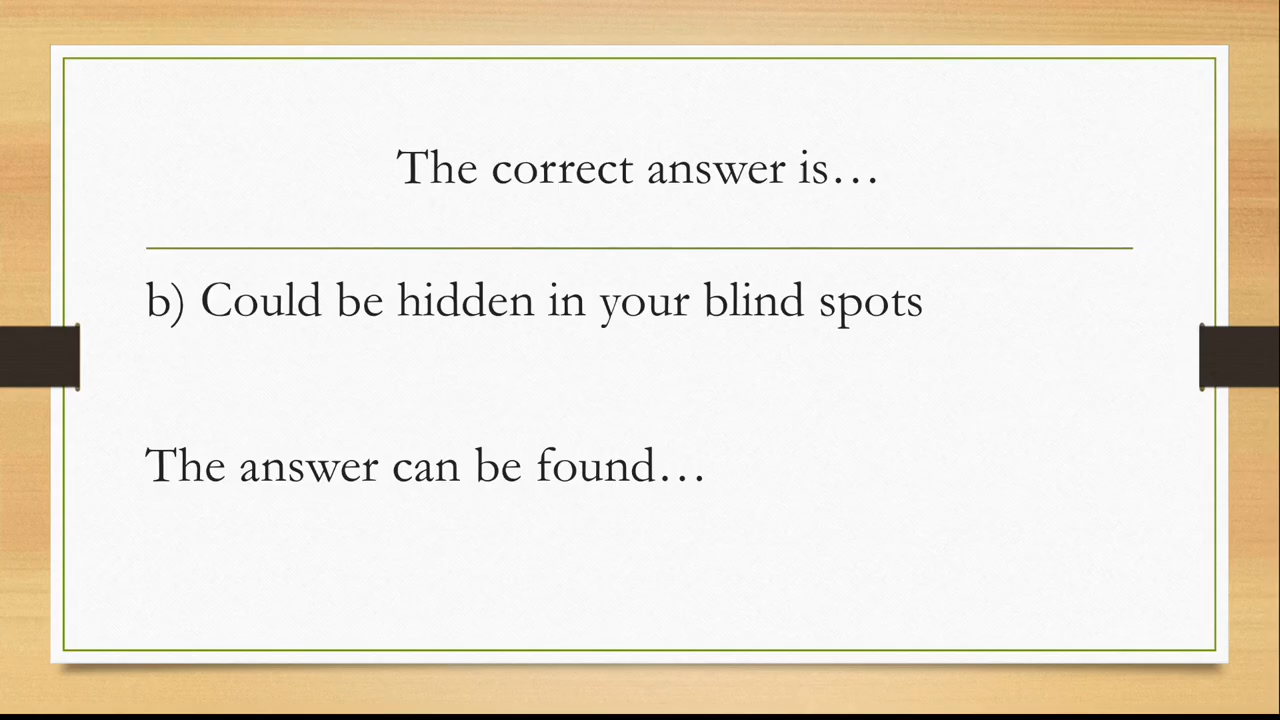 The correct answer is…
b) Could be hidden in your blind spots
The answer can be found…